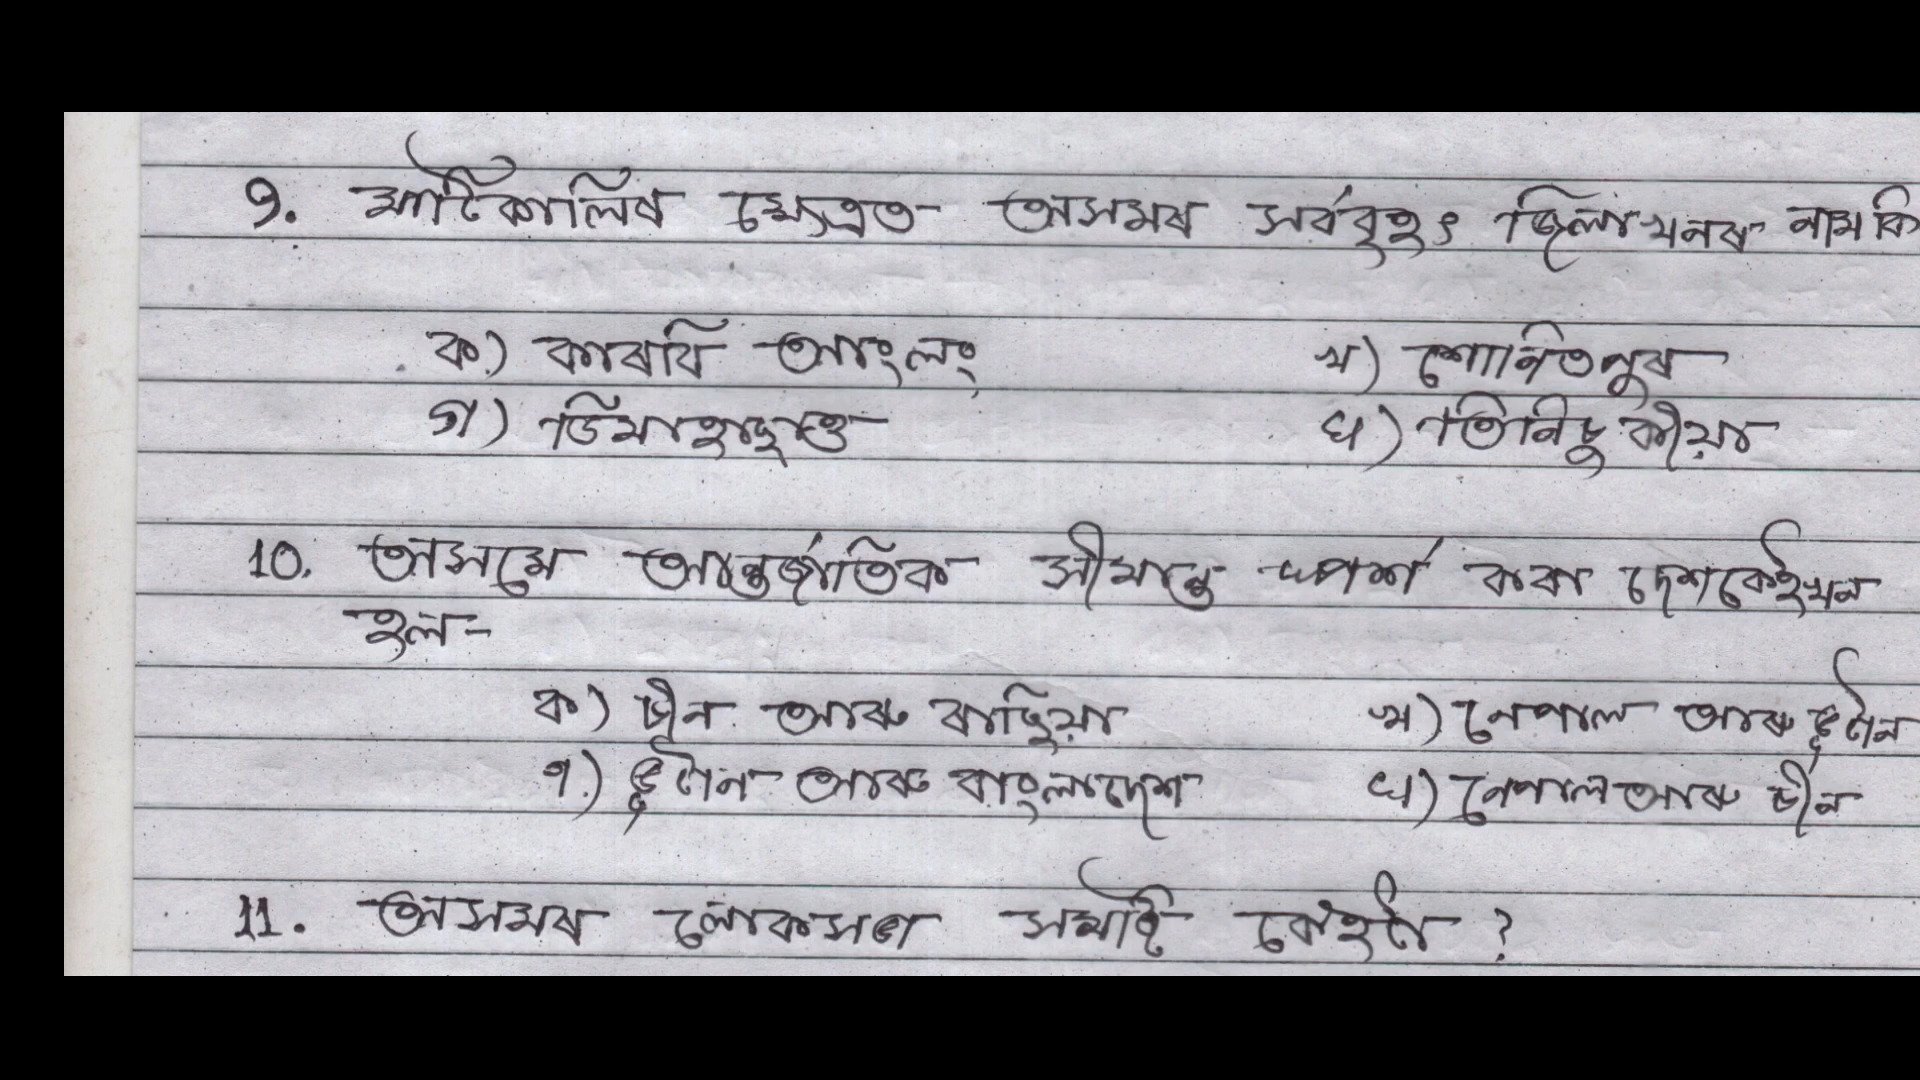 9. মাটিকালিৰ ক্ষেত্ৰত অসমৰ সৰ্ববৃহৎ জিলাখনৰ নাম কি
ক) কাৰবি আংলং খ) শোনিতপুৰ
গ) ডিমাহাছাও ঘ) তিনিচুকীয়া
10. অসমে আন্তৰ্জাতিক সীমান্ত স্পৰ্শ কৰা দেশকেইখন
হল-
ক) চীন আৰু ৰাছিয়া খ) নেপাল আৰু ভূটান
গ) ভূটান আৰু বাংলাদেশ ঘ) নেপাল আৰু চীন
11. অসমৰ লোকসভা সমষ্টি কেইটা ?